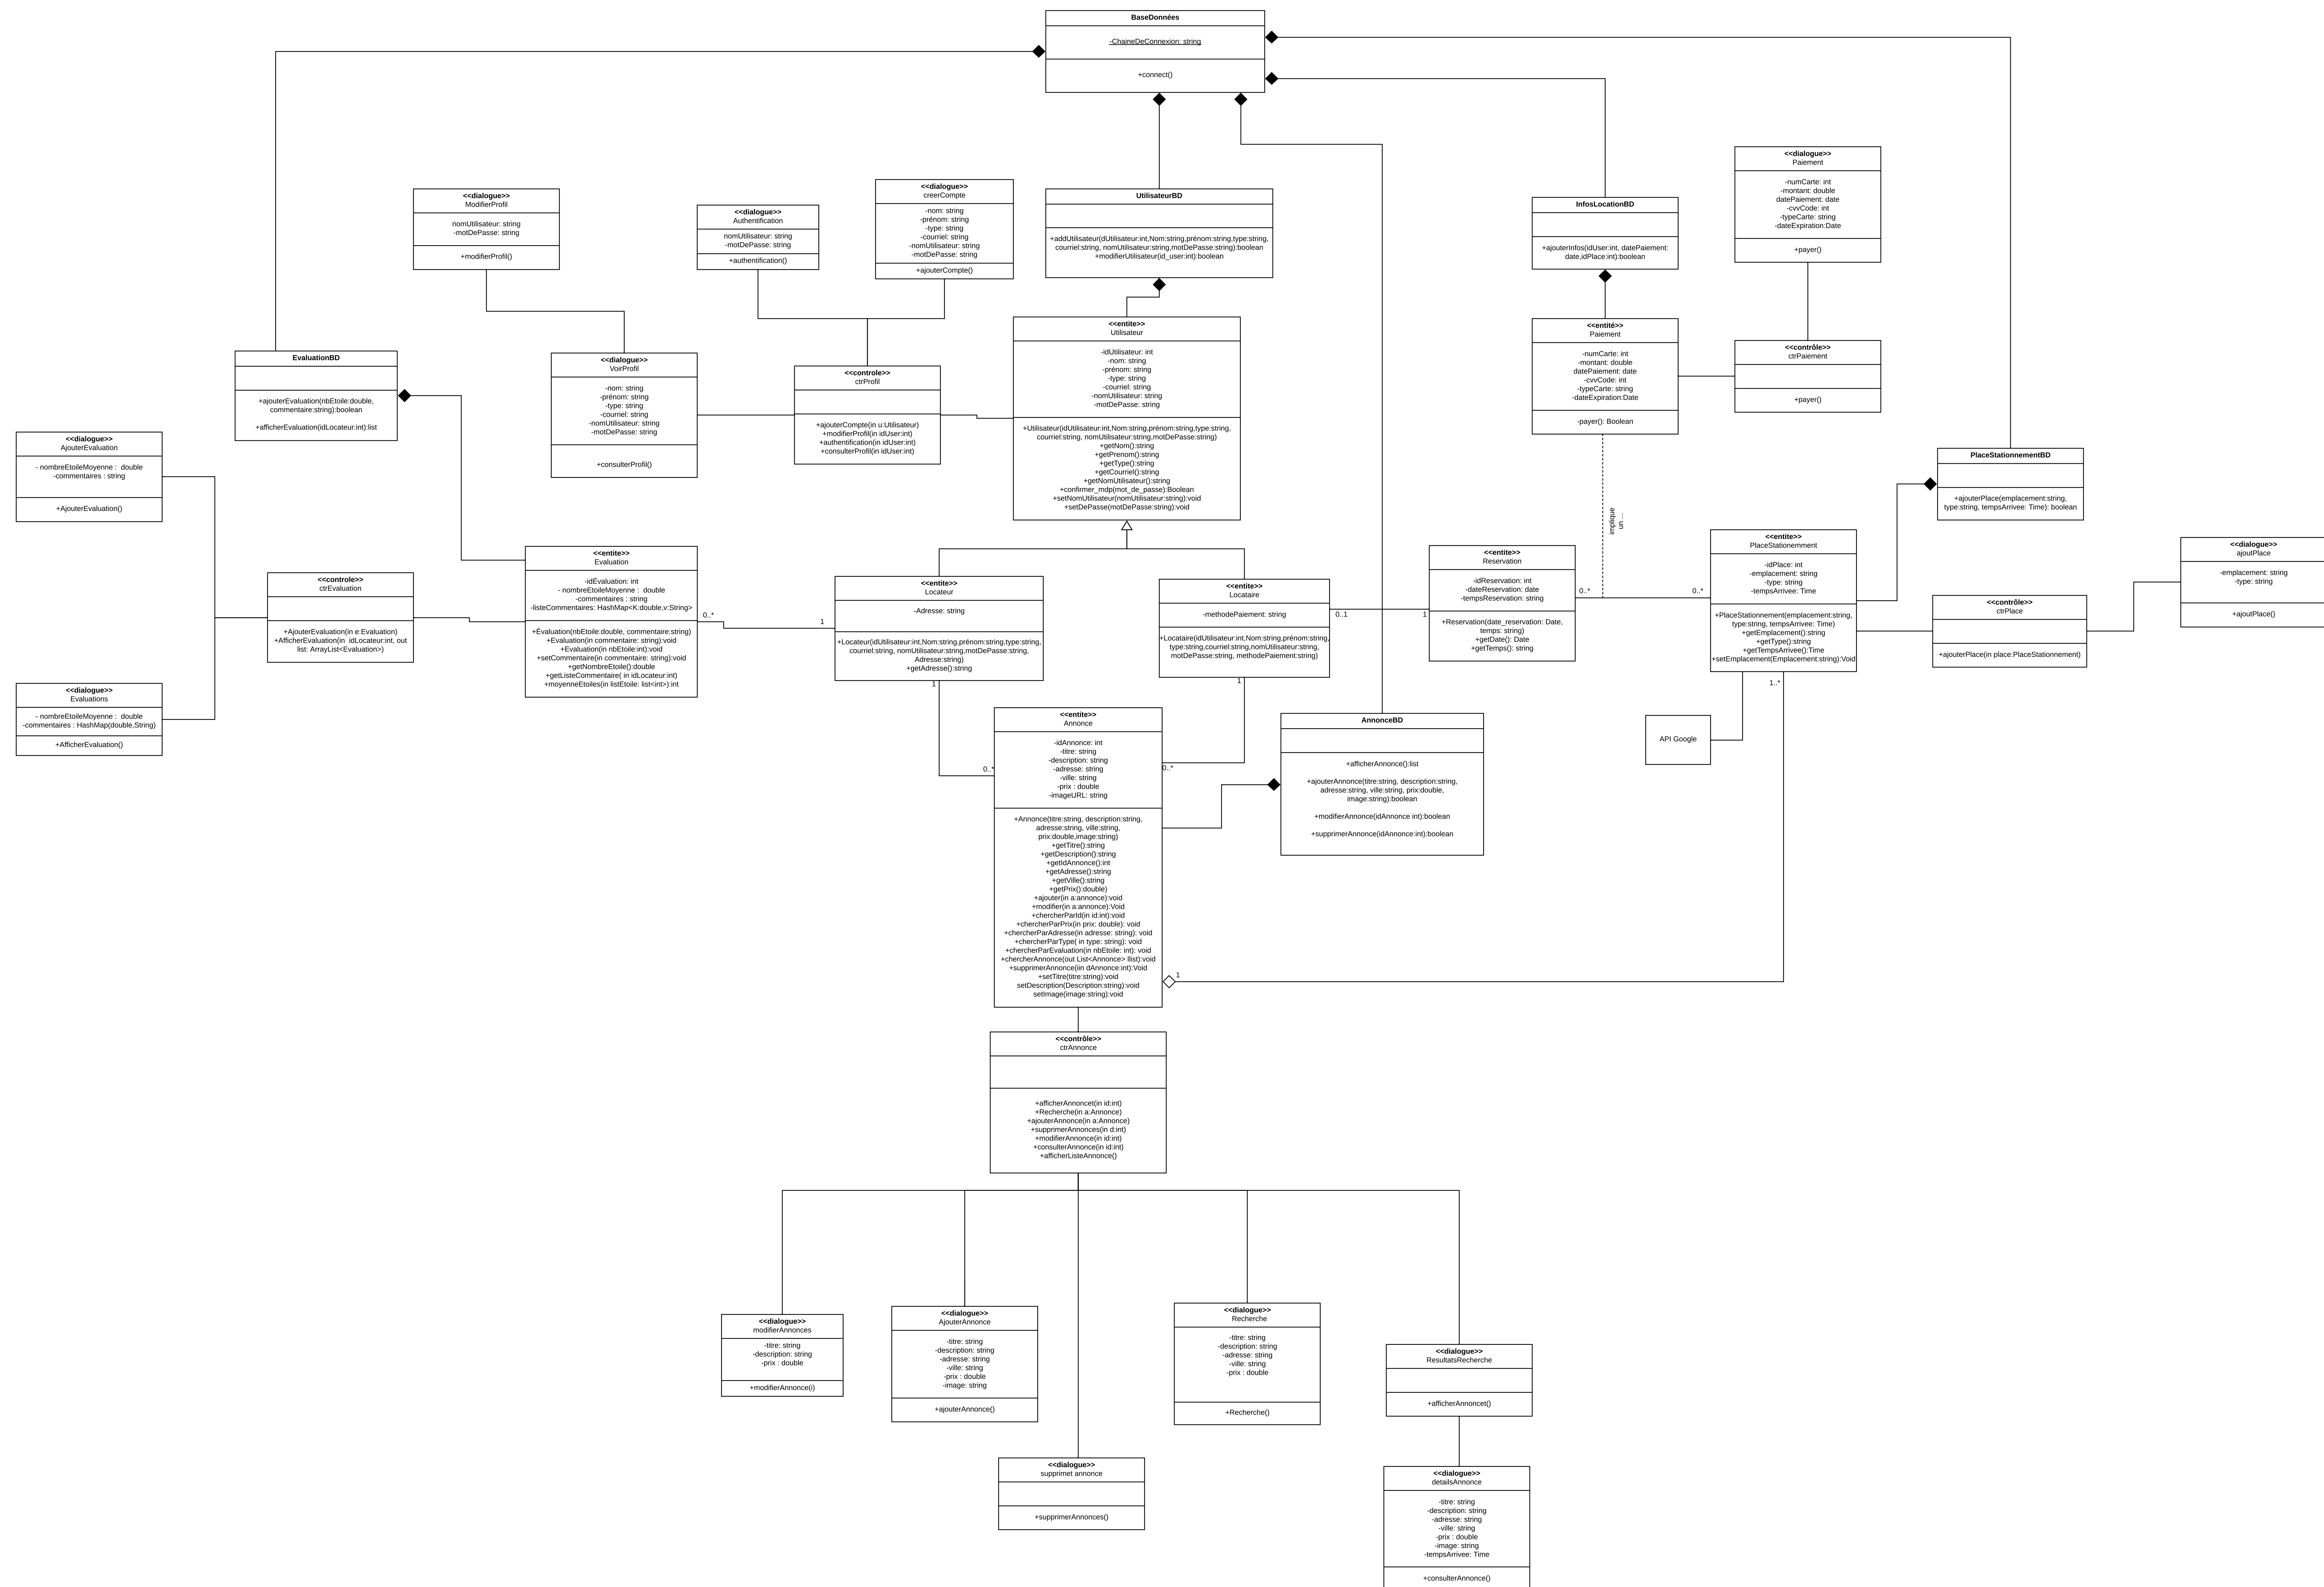 BaseDonnées
-ChaineDeConnexion: string
+connect()
<<dialogue>>
ModifierProfil
nomUtilisateur: string
-motDePasse: string
+modifierProfil()
<<dialogue>>
Authentification
nomUtilisateur: string
-motDePasse: string
+authentification()
<<dialogue>>
creerCompte
-nom: string
-prénom: string
-type: string
-courriel: string
-nomUtilisateur: string
-motDePasse: string
+ajouterCompte()
UtilisateurBD
+addUtilisateur(dUtilisateur:int,Nom:string,prénom:string,type:string,
courriel:string, nomUtilisateur:string,motDePasse:string):boolean
+modifierUtilisateur(id_user:int):boolean
InfosLocationBD
+ajouterInfos(idUser:int, datePaiement:
date,idPlace:int):boolean
<<dialogue>>
Paiement
-numCarte: int
-montant: double
datePaiement: date
-cvvCode: int
-typeCarte: string
-dateExpiration:Date
+payer()
EvaluationBD
+ajouterEvaluation(nbEtoile:double,
commentaire:string):boolean
+afficherEvaluation(idLocateur:int):list
<<dialogue>>
VoirProfil
-nom: string
-prénom: string
-type: string
-courriel: string
-nomUtilisateur: string
-motDePasse: string
+consulterProfil()
<<controle>>
ctrProfil
+ajouterCompte(in u:Utilisateur)
+modifierProfil(in idUser:int)
+authentification(in idUser:int)
+consulterProfil(in idUser:int)
<<entite>>
Utilisateur
-idUtilisateur: int
-nom: string
-prénom: string
-type: string
-courriel: string
-nomUtilisateur: string
-motDePasse: string
+Utilisateur(idUtilisateur:int,Nom:string,prénom:string,type:string,
courriel:string, nomUtilisateur:string,motDePasse:string)
+getNom():string
+getPrenom():string
+getType():string
+getCourriel():string
+getNomUtilisateur():string
+confirmer_mdp(mot_de_passe):Boolean
+setNomUtilisateur(nomUtilisateur:string):void
+setDePasse(motDePasse:string):void
<<entité>>
Paiement
-numCarte: int
-montant: double
datePaiement: date
-cvvCode: int
-typeCarte: string
-dateExpiration:Date
-payer(): Boolean
<<contrôle>>
ctrPaiement
+payer()
<<dialogue>>
AjouterEvaluation
- nombreEtoileMoyenne :  double
-commentaires : string
+AjouterEvaluation()
PlaceStationnementBD
+ajouterPlace(emplacement:string,
type:string, tempsArrivee: Time): boolean
implique
un ...
<<controle>>
ctrEvaluation
+AjouterEvaluation(in e:Evaluation)
+AfficherEvaluation(in  idLocateur:int, out
list: ArrayList<Evaluation>)
<<entite>>
Evaluation
-idÉvaluation: int
- nombreEtoileMoyenne :  double
-commentaires : string
-listeCommentaires: HashMap<K:double,v:String>
+Évaluation(nbEtoile:double, commentaire:string)
+Evaluation(in commentaire: string):void
+Evaluation(in nbEtoile:int):void
+setCommentaire(in commentaire: string):void
+getNombreEtoile():double
+getListeCommentaire( in idLocateur:int)
+moyenneEtoiles(in listEtoile: list<int>):int
0..*
1
<<entite>>
Locateur
-Adresse: string
+Locateur(idUtilisateur:int,Nom:string,prénom:string,type:string,
courriel:string, nomUtilisateur:string,motDePasse:string,
Adresse:string)
+getAdresse():string
1
<<entite>>
Locataire
-methodePaiement: string
+Locataire(idUtilisateur:int,Nom:string,prénom:string,
type:string,courriel:string,nomUtilisateur:string,
motDePasse:string, methodePaiement:string)
1
0..1
1
<<entite>>
Reservation
-idReservation: int
-dateReservation: date
-tempsReservation: string
+Reservation(date_reservation: Date,
temps: string)
+getDate(): Date
+getTemps(): string
0..*
0..*
<<entite>>
PlaceStationemment
-idPlace: int
-emplacement: string
-type: string
-tempsArrivee: Time
+PlaceStationnement(emplacement:string,
type:string, tempsArrivee: Time)
+getEmplacement():string
+getType():string
+getTempsArrivee():Time
+setEmplacement(Emplacement:string):Void
1..*
<<contrôle>>
ctrPlace
+ajouterPlace(in place:PlaceStationnement)
<<dialogue>>
ajoutPlace
-emplacement: string
-type: string
+ajoutPlace()
<<dialogue>>
Evaluations
- nombreEtoileMoyenne :  double
-commentaires : HashMap(double,String)
+AfficherEvaluation()
API Google
0..*
0..*
<<entite>>
Annonce
-idAnnonce: int
-titre: string
-description: string
-adresse: string
-ville: string
-prix : double
-imageURL: string
+Annonce(titre:string, description:string,
adresse:string, ville:string,
prix:double,image:string)
+getTitre():string
+getDescription():string
+getIdAnnonce():int
+getAdresse():string
+getVille():string
+getPrix():double)
+ajouter(in a:annonce):void
+modifier(in a:annonce):Void
+chercherParId(in id:int):void
+chercherParPrix(in prix: double): void
+chercherParAdresse(in adresse: string): void
+chercherParType( in type: string): void
+chercherParEvaluation(in nbEtoile: int): void
+chercherAnnonce(out List<Annonce> llist):void
+supprimerAnnonce(iin dAnnonce:int):Void
+setTitre(titre:string):void
setDescription(Description:string):void
setImage(image:string):void
1
AnnonceBD
+afficherAnnonce():list
+ajouterAnnonce(titre:string, description:string,
adresse:string, ville:string, prix:double,
image:string):boolean
+modifierAnnonce(idAnnonce int):boolean
+supprimerAnnonce(idAnnonce:int):boolean
<<contrôle>>
ctrAnnonce
+afficherAnnoncet(in id:int)
+Recherche(in a:Annonce)
+ajouterAnnonce(in a:Annonce)
+supprimerAnnonces(in d:int)
+modifierAnnonce(in id:int)
+consulterAnnonce(in id:int)
+afficherListeAnnonce()
<<dialogue>>
modifierAnnonces
-titre: string
-description: string
-prix : double
+modifierAnnonce(i)
<<dialogue>>
AjouterAnnonce
-titre: string
-description: string
-adresse: string
-ville: string
-prix : double
-image: string
+ajouterAnnonce()
<<dialogue>>
Recherche
-titre: string
-description: string
-adresse: string
-ville: string
-prix : double
+Recherche()
<<dialogue>>
ResultatsRecherche
+afficherAnnoncet()
<<dialogue>>
supprimet annonce
+supprimerAnnonces()
<<dialogue>>
detailsAnnonce
-titre: string
-description: string
-adresse: string
-ville: string
-prix : double
-image: string
-tempsArrivee: Time
+consulterAnnonce()